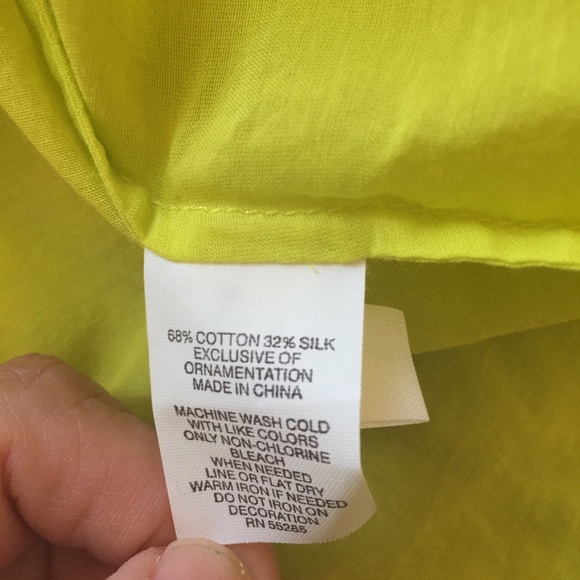 68% COTTON 32% SILK
EXCLUSIVE OF
ORNAMENTATION
MADE IN CHINA
MACHINE WASH COLD
WITH LIKE COLORS
ONLY NON-CHLORINE
BLEACH
WHEN NEEDED
LINE OR FLAT DRY
WARM IRON IF NEEDED
DO NOT IRON ON
DECORATION
RN 55285